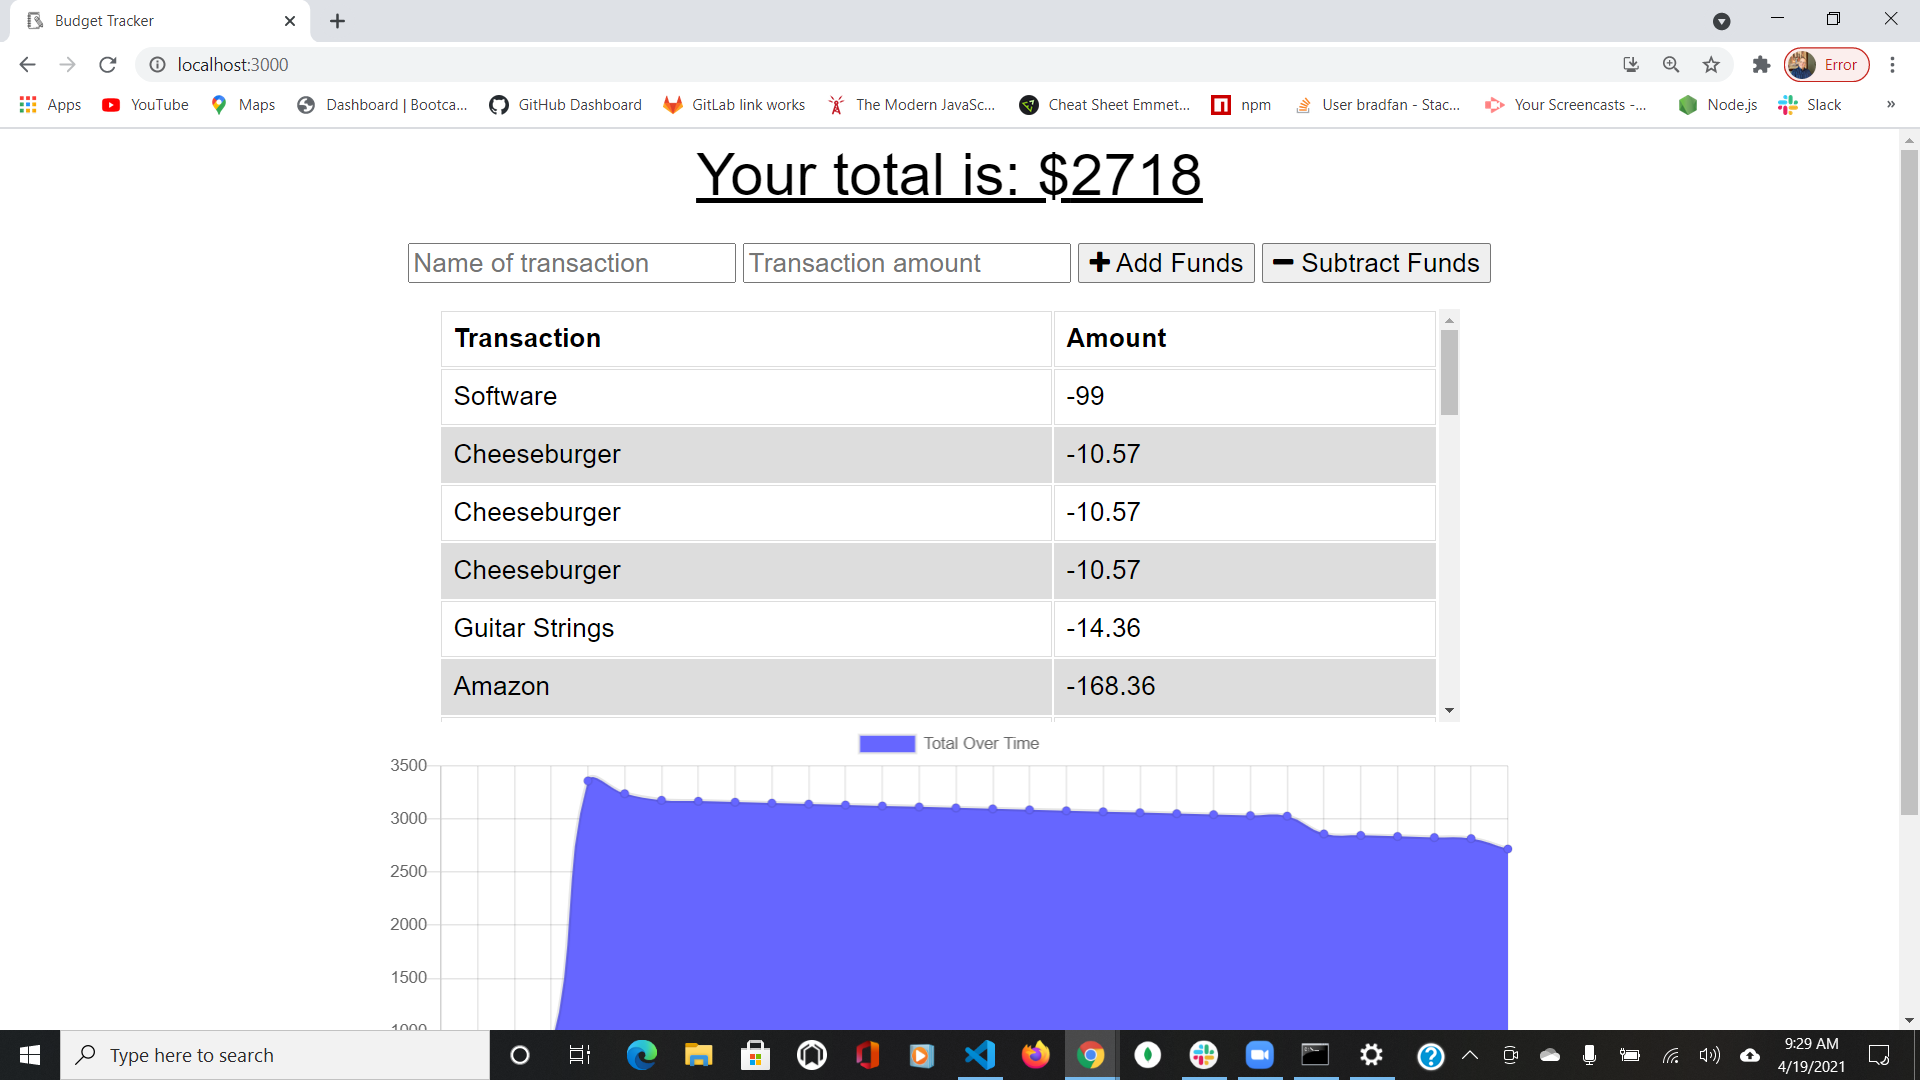 Budget Tracker
localhost:3000
Error
Apps YouTube Maps Dashboard | Bootca... GitHub Dashboard GitLab link works The Modern JavaSc... Cheat Sheet Emmet... npm User bradfan - Stac... Your Screencasts -... Node.js Slack »
Your total is: $2718
Name of transaction Transaction amount Add Funds Subtract Funds
Transaction Amount
Software -99
Cheeseburger -10.57
Cheeseburger -10.57
Cheeseburger -10.57
Guitar Strings -14.36
Amazon -168.36
Total Over Time
3500
3000
2500
2000
1500
1000
Type here to search
9:29 AM
4/19/2021